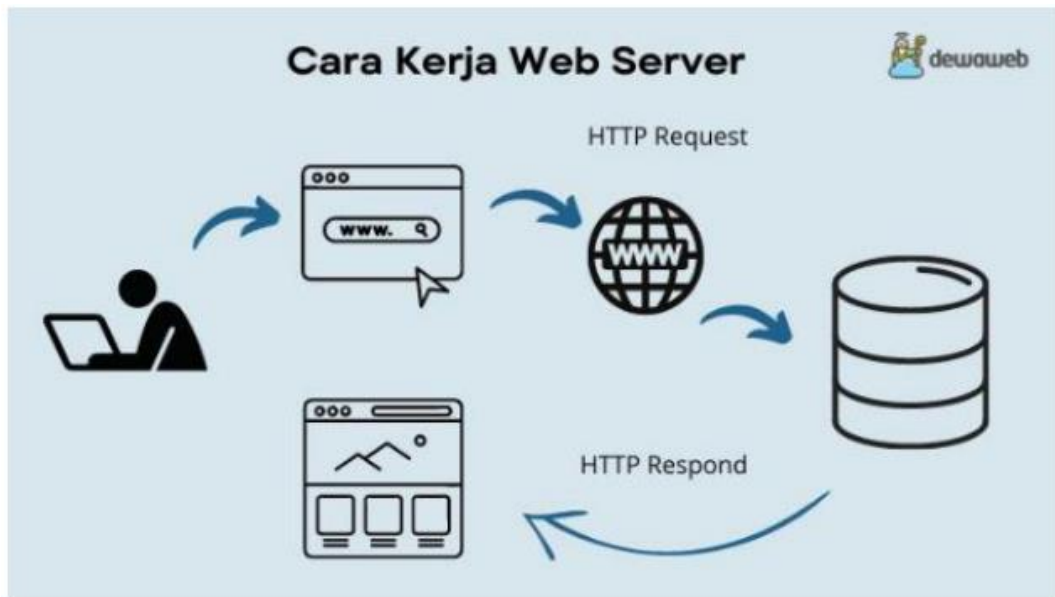 Cara Kerja Web Server
dewaweb
HTTP Request
www.
WWW
HTTP Respond